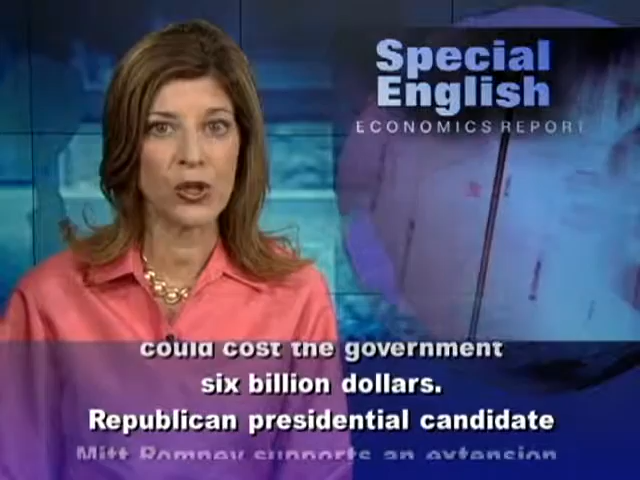 Special
English
ECONOMICS REPORT
could cost the government
six billion dollars.
Republican presidential candidate
Mitt Romney supports an extension